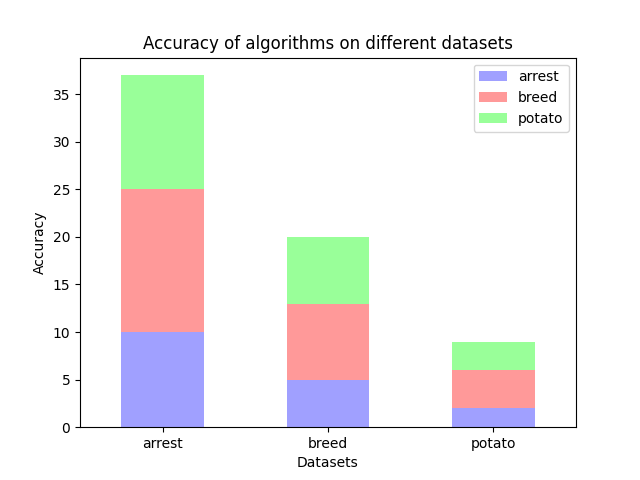 Accuracy of algorithms on different datasets
arrest
breed
potato
Accuracy
35
30
25
20
15
10
5
0
arrest
breed
potato
Datasets